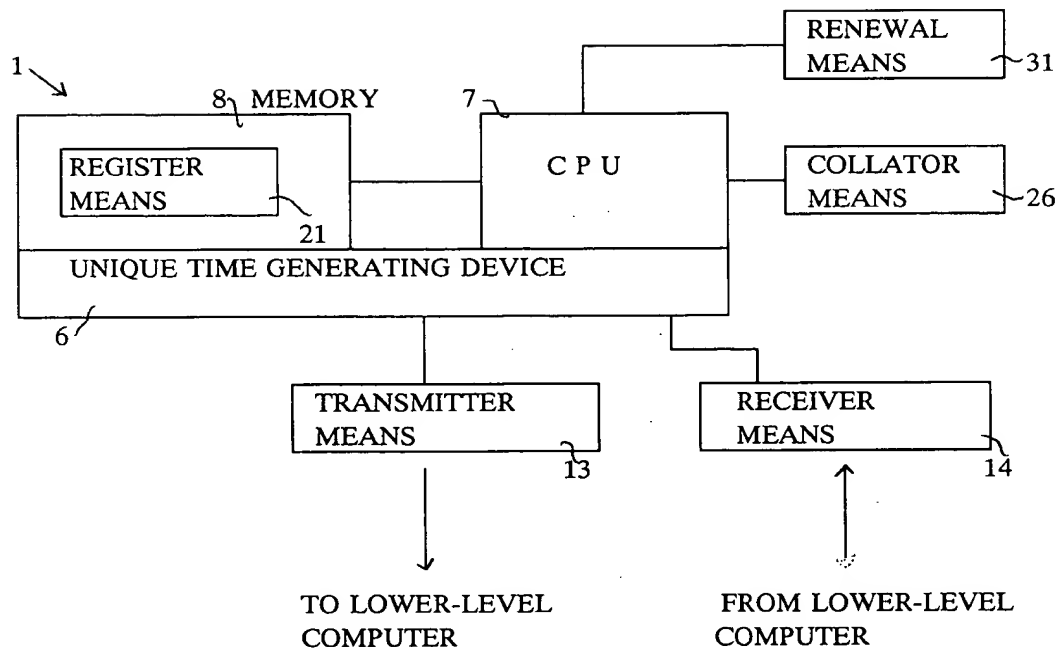 RENEWAL
MEANS
31
1
8 MEMORY
7
REGISTER
MEANS
21
C P U
COLLATOR
MEANS
26
UNIQUE TIME GENERATING DEVICE
6
TRANSMITTER
MEANS
13
RECEIVER
MEANS
14
TO LOWER-LEVEL
COMPUTER
FROM LOWER-LEVEL
COMPUTER